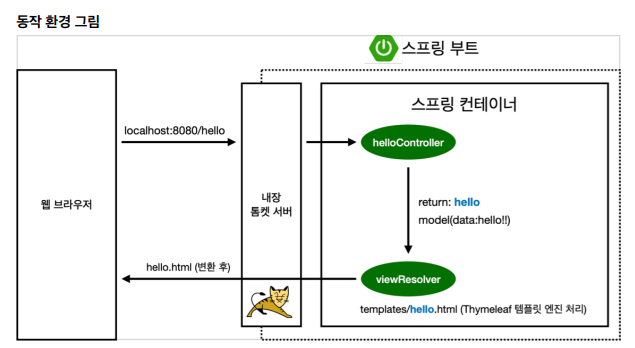 동작 환경 그림
스프링 부트
스프링 컨테이너
localhost:8080/hello
helloController
웹 브라우저
내장
톰켓 서버
return: hello
model(data:hello!!)
hello.html (변환 후)
viewResolver
templates/hello.html (Thymeleaf 템플릿 엔진 처리)